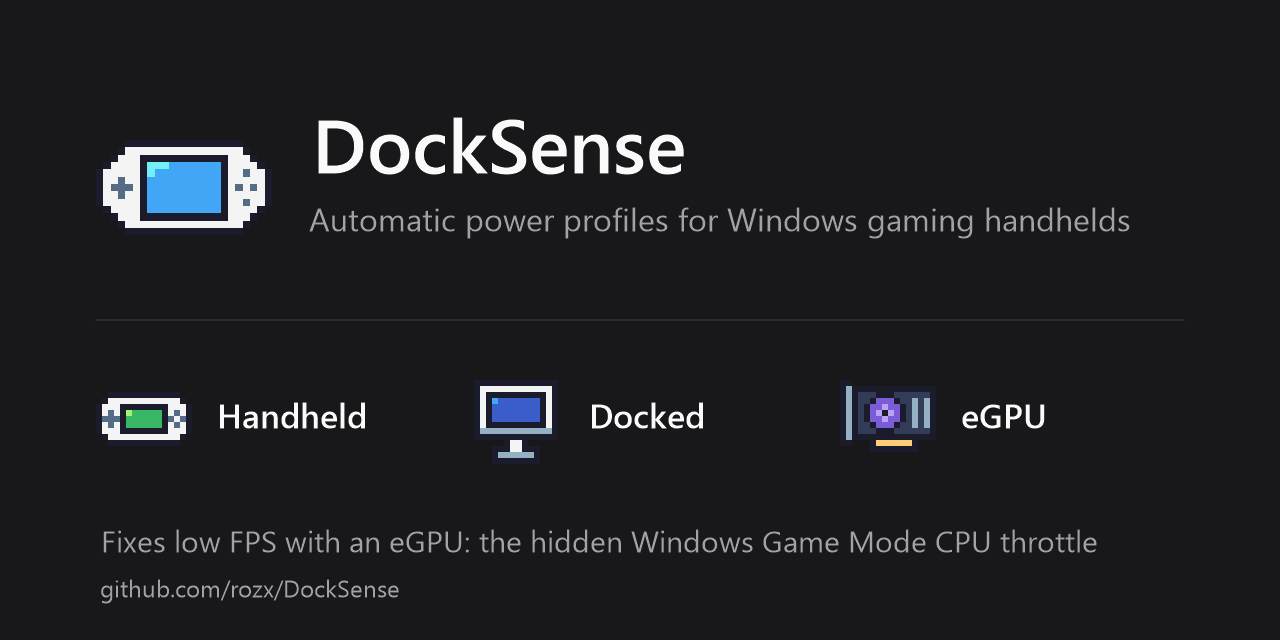 DockSense
Automatic power profiles for Windows gaming handhelds
Handheld
Docked
eGPU
Fixes low FPS with an eGPU: the hidden Windows Game Mode CPU throttle
github.com/rozx/DockSense